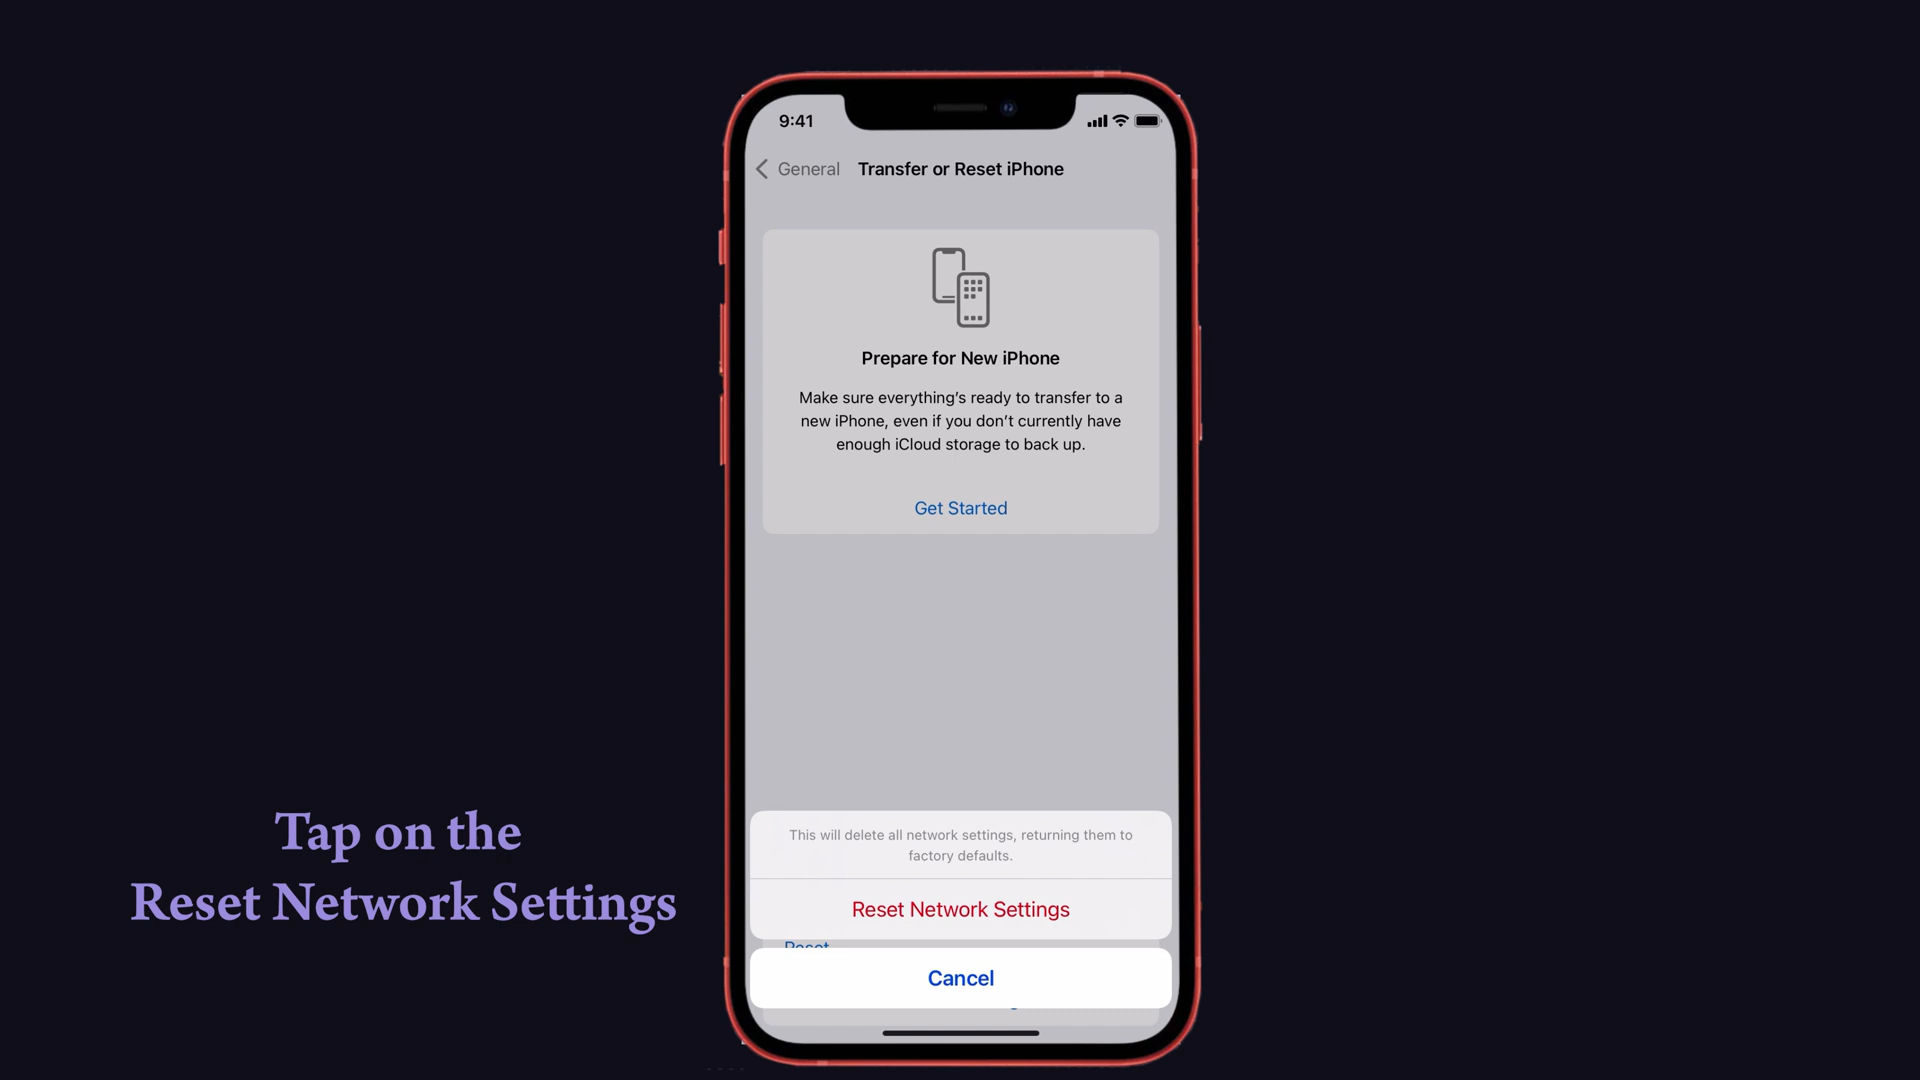 9:41
General
Transfer or Reset iPhone
Prepare for New iPhone
Make sure everything's ready to transfer to a
new iPhone, even if you don't currently have
enough iCloud storage to back up.
Get Started
This will delete all network settings, returning them to
factory defaults.
Reset Network Settings
Reset
Cancel
Tap on the
Reset Network Settings